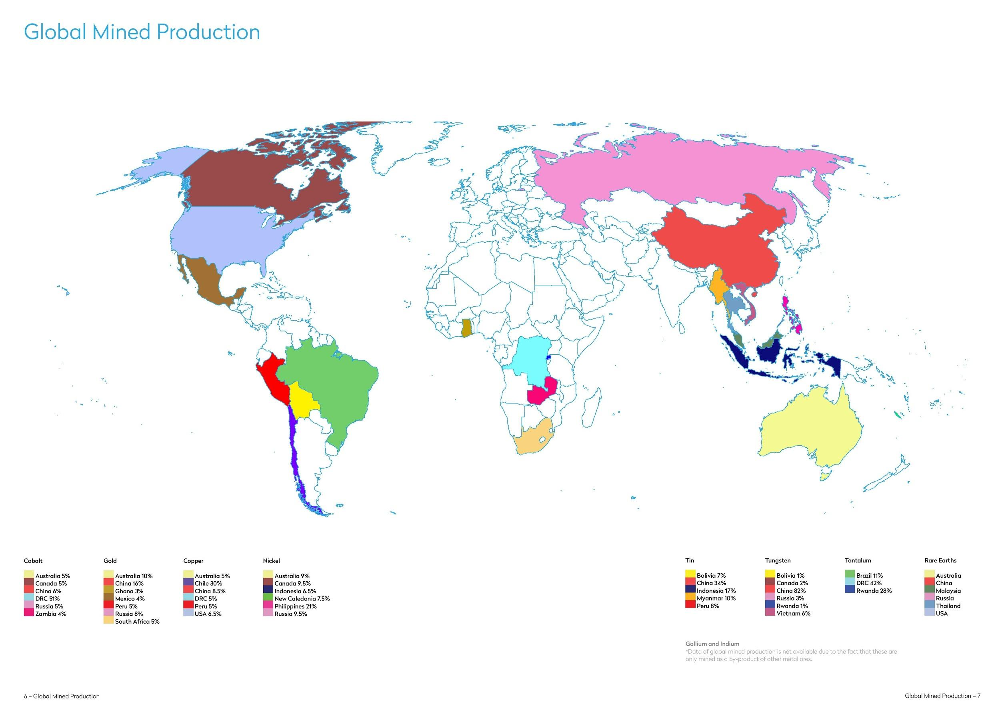 Global Mined Production
Cobalt
Australia 5%
Canada 5%
China 6%
DRC 51%
Russia 5%
Zambia 4%
Gold
Australia 10%
China 16%
Ghana 3%
Mexico 4%
Peru 5%
Russia 8%
South Africa 5%
Copper
Australia 5%
Chile 30%
China 8.5%
DRC 5%
Peru 5%
USA 6.5%
Nickel
Australia 9%
Canada 9.5%
Indonesia 6.5%
New Caledonia 7.5%
Philippines 21%
Russia 9.5%
Tin
Bolivia 7%
China 34%
Indonesia 17%
Myanmar 10%
Peru 8%
Tungsten
Bolivia 1%
Canada 2%
China 82%
Russia 3%
Rwanda 1%
Vietnam 6%
Tantalum
Brazil 11%
DRC 42%
Rwanda 28%
Rare Earths
Australia
China
Malaysia
Russia
Thailand
USA
Gallium and Indium
*Data of global mined production is not available due to the fact that these are
only mined as a by-product of other metal ores.
6 – Global Mined Production
Global Mined Production – 7